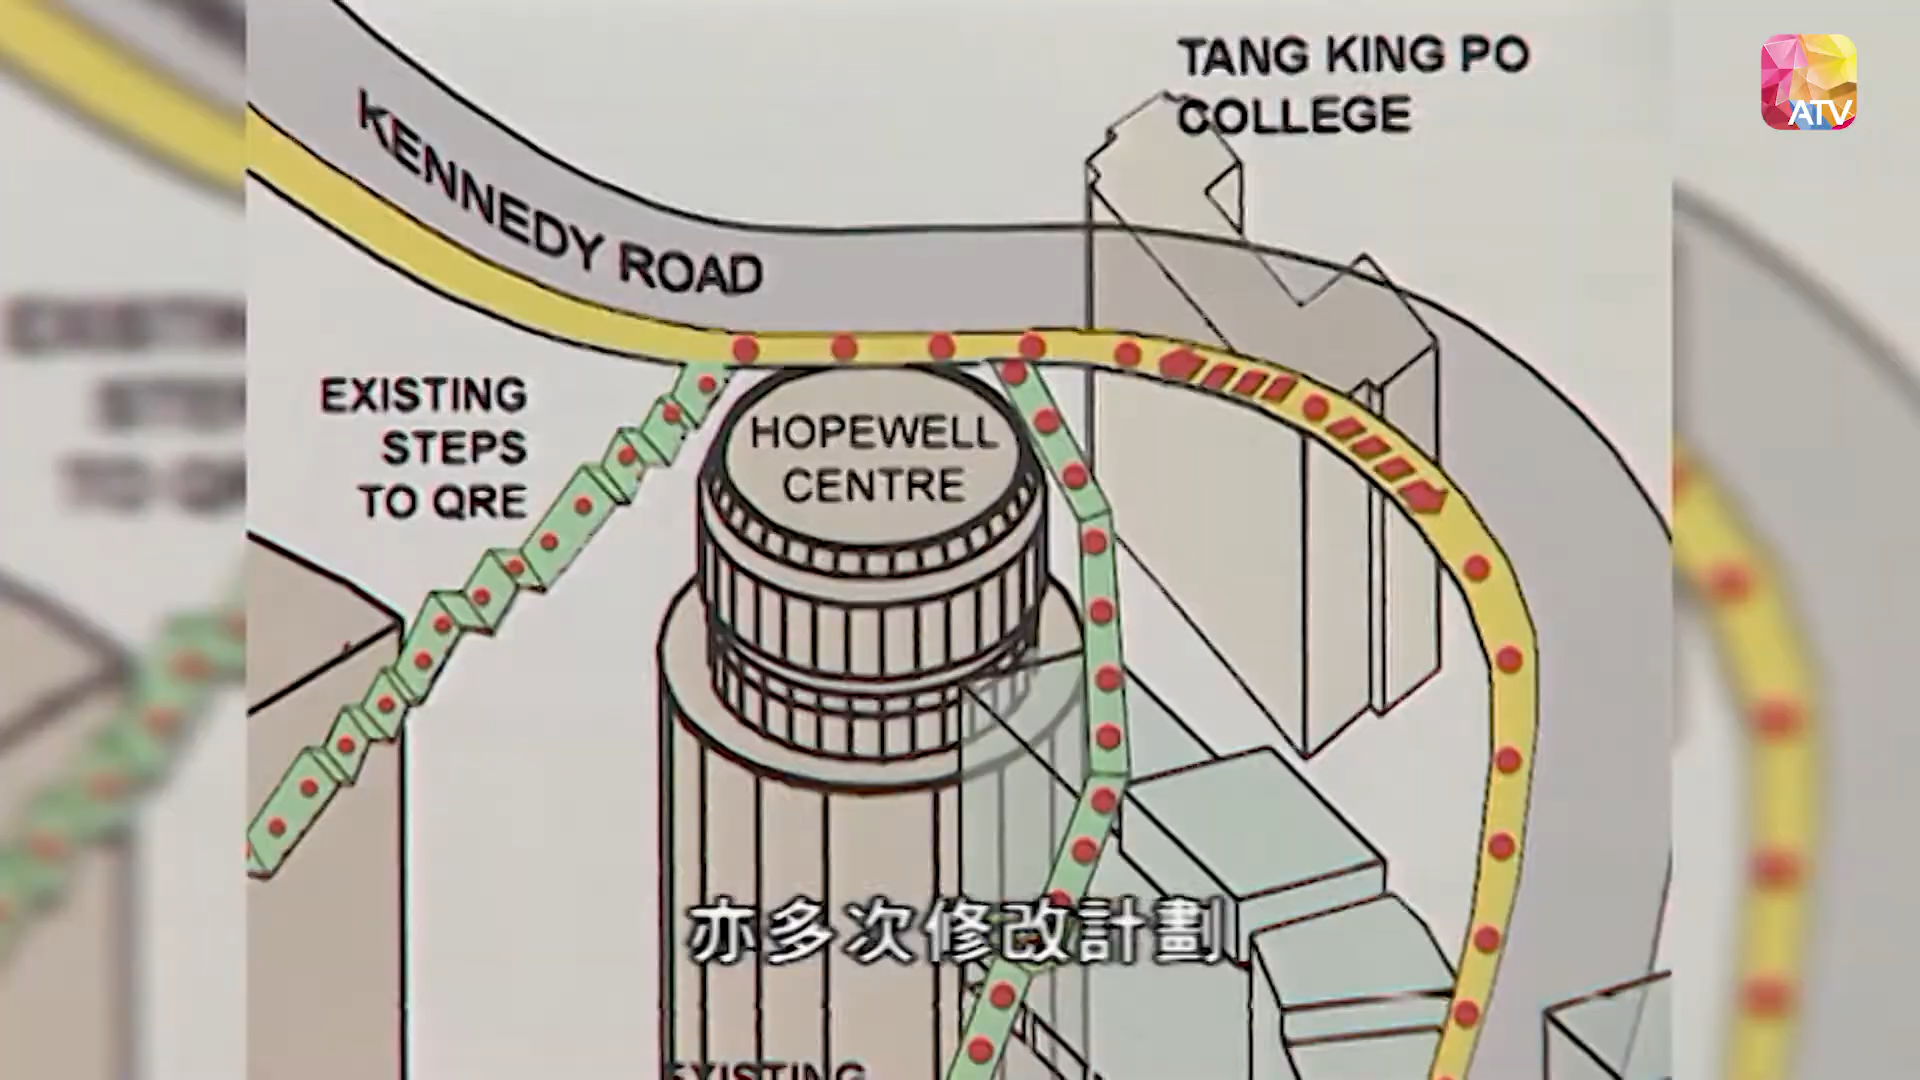 TANG KING PO
COLLEGE
ATV
KENNEDY ROAD
EXISTING
STEPS
TO QRE
HOPEWELL
CENTRE
亦多次修改計劃
EXISTING